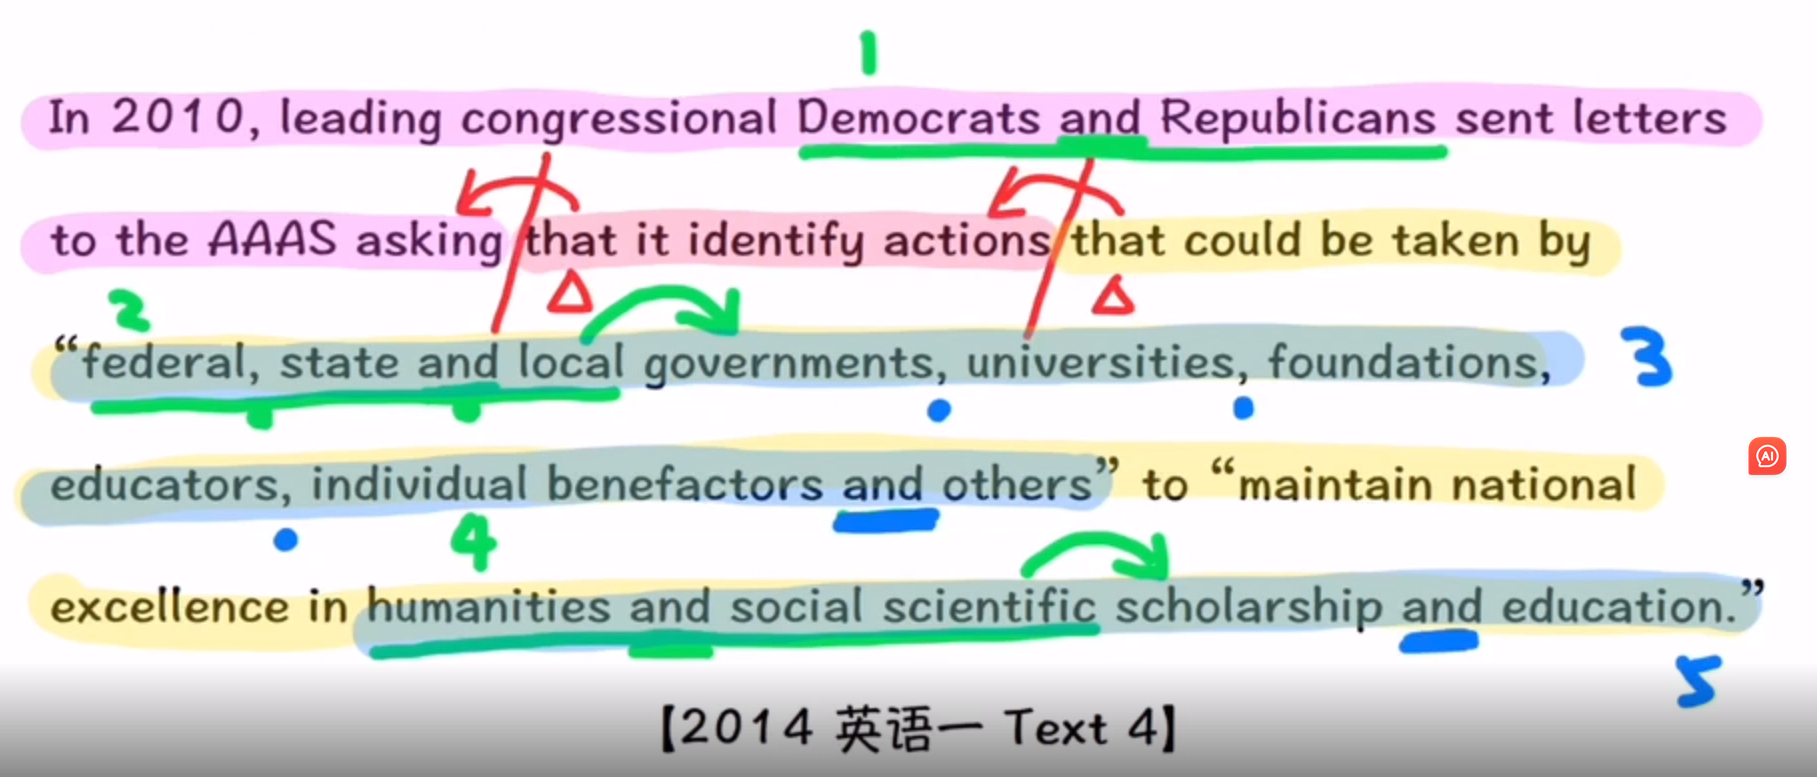 1
In 2010, leading congressional Democrats and Republicans sent letters
to the AAAS asking that it identify actions that could be taken by
2
“federal, state and local governments, universities, foundations,
3
educators, individual benefactors and others” to “maintain national
AI
4
excellence in humanities and social scientific scholarship and education.”
5
【2014 英语一 Text 4】